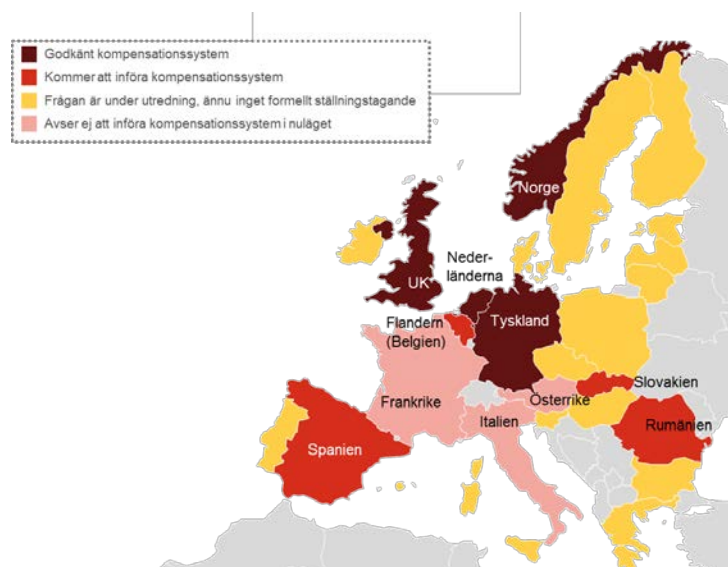 Godkänt kompensationssystem
Kommer att införa kompensationssystem
Frågan är under utredning, ännu inget formellt ställningstagande
Avser ej att införa kompensationssystem i nuläget
Norge
Neder-
länderna
UK
Flandern
(Belgien)
Tyskland
Slovakien
Österrike
Frankrike
Italien
Rumänien
Spanien